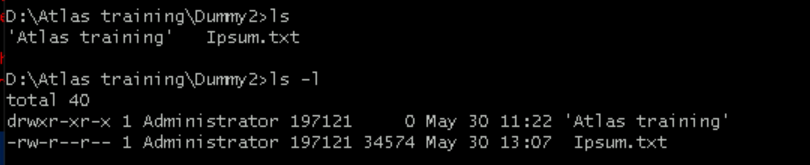 D:\Atlas training\Dummy2>ls
'Atlas training'   Ipsum.txt
D:\Atlas training\Dummy2>ls -l
total 40
drwxr-xr-x 1 Administrator 197121     0 May 30 11:22 'Atlas training'
-rw-r--r-- 1 Administrator 197121 34574 May 30 13:07  Ipsum.txt